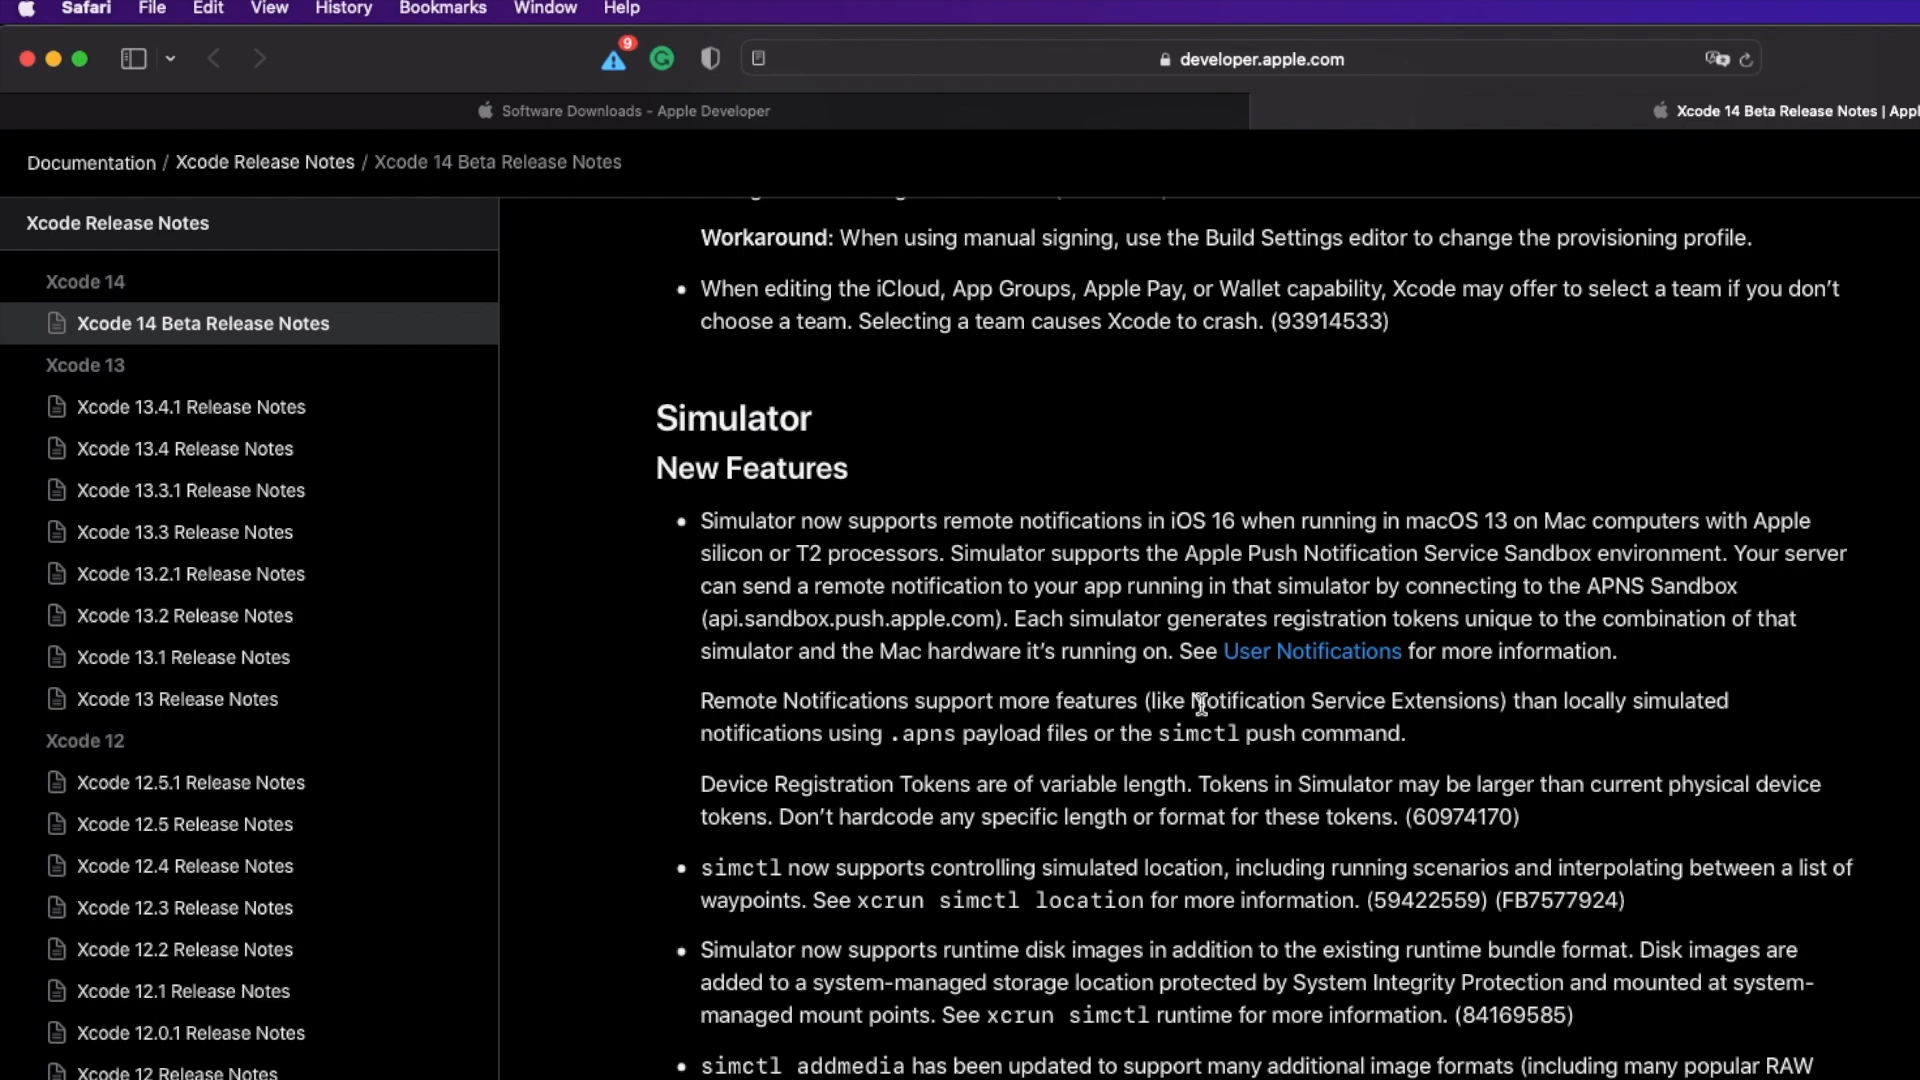 Safari File Edit View History Bookmarks Window Help
9
developer.apple.com
Software Downloads - Apple Developer
Xcode 14 Beta Release Notes | Appl
Documentation / Xcode Release Notes / Xcode 14 Beta Release Notes
Xcode Release Notes
Xcode 14
Xcode 14 Beta Release Notes
Xcode 13
Xcode 13.4.1 Release Notes
Xcode 13.4 Release Notes
Xcode 13.3.1 Release Notes
Xcode 13.3 Release Notes
Xcode 13.2.1 Release Notes
Xcode 13.2 Release Notes
Xcode 13.1 Release Notes
Xcode 13 Release Notes
Xcode 12
Xcode 12.5.1 Release Notes
Xcode 12.5 Release Notes
Xcode 12.4 Release Notes
Xcode 12.3 Release Notes
Xcode 12.2 Release Notes
Xcode 12.1 Release Notes
Xcode 12.0.1 Release Notes
Xcode 12 Release Notes
Workaround: When using manual signing, use the Build Settings editor to change the provisioning profile.
• When editing the iCloud, App Groups, Apple Pay, or Wallet capability, Xcode may offer to select a team if you don’t
choose a team. Selecting a team causes Xcode to crash. (93914533)
Simulator
New Features
• Simulator now supports remote notifications in iOS 16 when running in macOS 13 on Mac computers with Apple
silicon or T2 processors. Simulator supports the Apple Push Notification Service Sandbox environment. Your server
can send a remote notification to your app running in that simulator by connecting to the APNS Sandbox
(api.sandbox.push.apple.com). Each simulator generates registration tokens unique to the combination of that
simulator and the Mac hardware it’s running on. See User Notifications for more information.
Remote Notifications support more features (like Notification Service Extensions) than locally simulated
notifications using .apns payload files or the simctl push command.
Device Registration Tokens are of variable length. Tokens in Simulator may be larger than current physical device
tokens. Don’t hardcode any specific length or format for these tokens. (60974170)
• simctl now supports controlling simulated location, including running scenarios and interpolating between a list of
waypoints. See xcrun simctl location for more information. (59422559) (FB7577924)
• Simulator now supports runtime disk images in addition to the existing runtime bundle format. Disk images are
added to a system-managed storage location protected by System Integrity Protection and mounted at system-
managed mount points. See xcrun simctl runtime for more information. (84169585)
• simctl addmedia has been updated to support many additional image formats (including many popular RAW